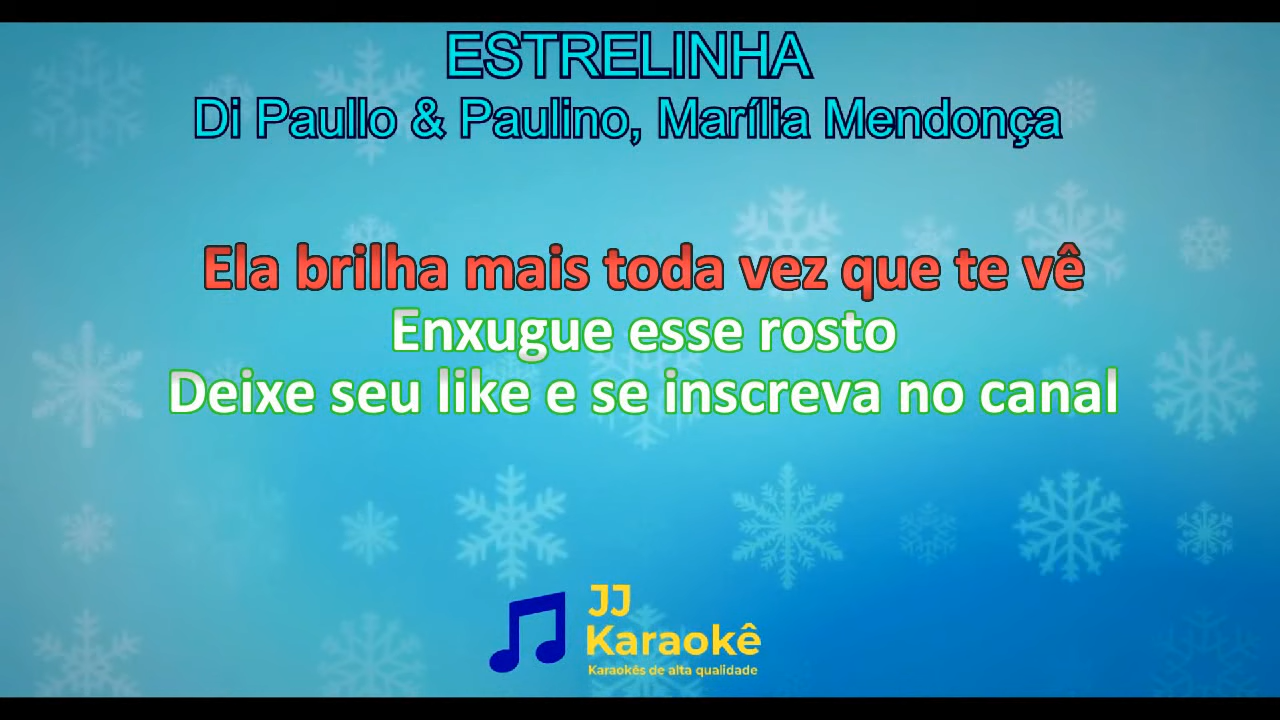 ESTRELINHA
Di Paullo & Paulino, Marília Mendonça
Ela brilha mais toda vez que te vê
Enxugue esse rosto
Deixe seu like e se inscreva no canal
JJ
Karaokê
Karaokês de alta qualidade